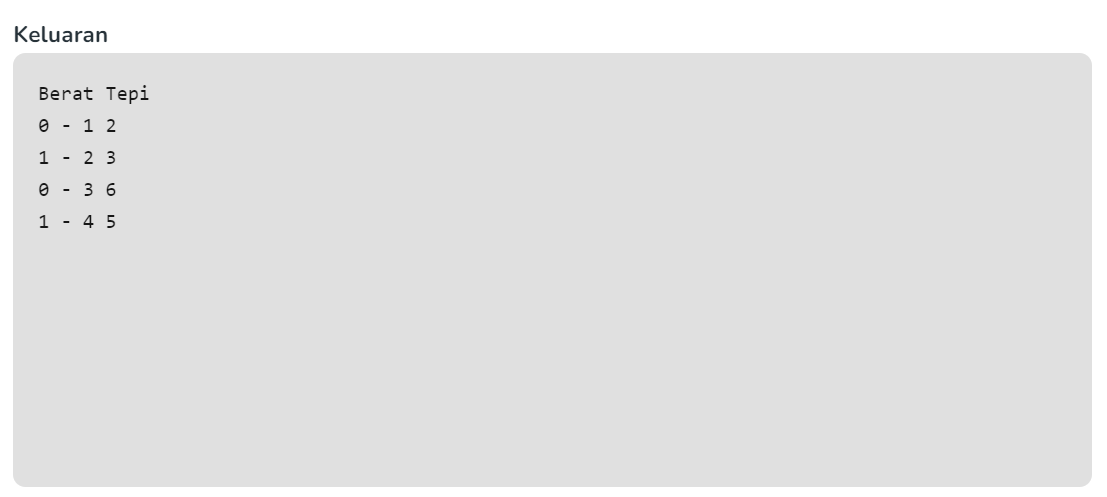 Keluaran
Berat Tepi
0 - 1 2
1 - 2 3
0 - 3 6
1 - 4 5